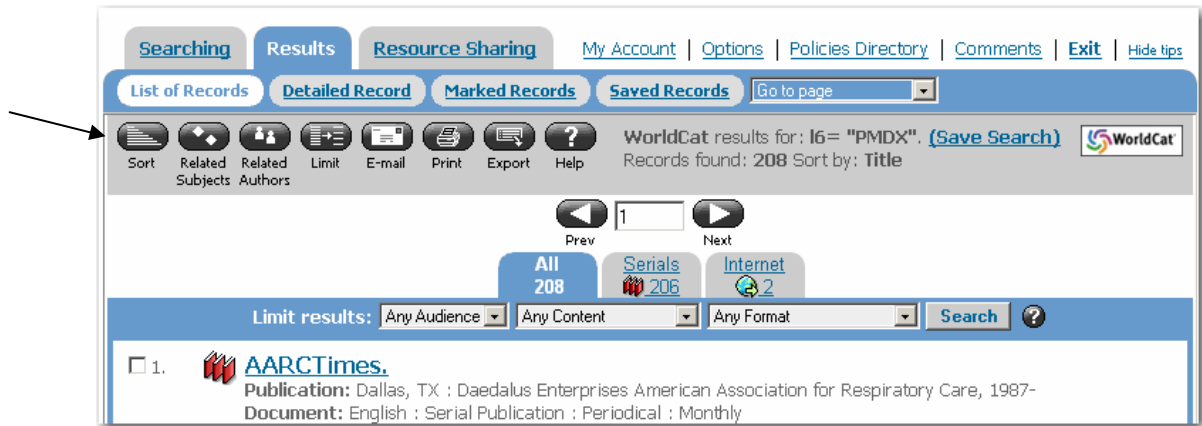 Searching Results Resource Sharing My Account | Options | Policies Directory | Comments | Exit | Hide tips
List of Records Detailed Record Marked Records Saved Records Go to page
Sort Related Subjects Related Authors Limit E-mail Print Export Help
WorldCat results for: l6= "PMDX". (Save Search)
Records found: 208 Sort by: Title
WorldCat
1
Prev Next
All Serials Internet
208 206 2
Limit results: Any Audience Any Content Any Format Search ?
1. AARCTimes.
Publication: Dallas, TX : Daedalus Enterprises American Association for Respiratory Care, 1987-
Document: English : Serial Publication : Periodical : Monthly